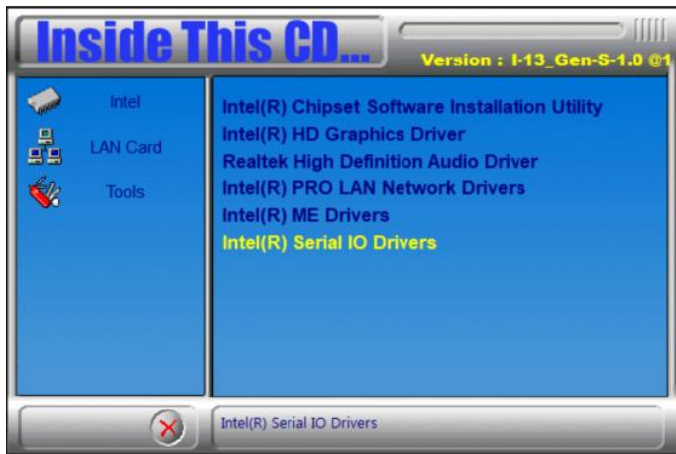 Inside This CD...
Version : I-13_Gen-S-1.0 @1
Intel
LAN Card
Tools
Intel(R) Chipset Software Installation Utility
Intel(R) HD Graphics Driver
Realtek High Definition Audio Driver
Intel(R) PRO LAN Network Drivers
Intel(R) ME Drivers
Intel(R) Serial IO Drivers
Intel(R) Serial IO Drivers